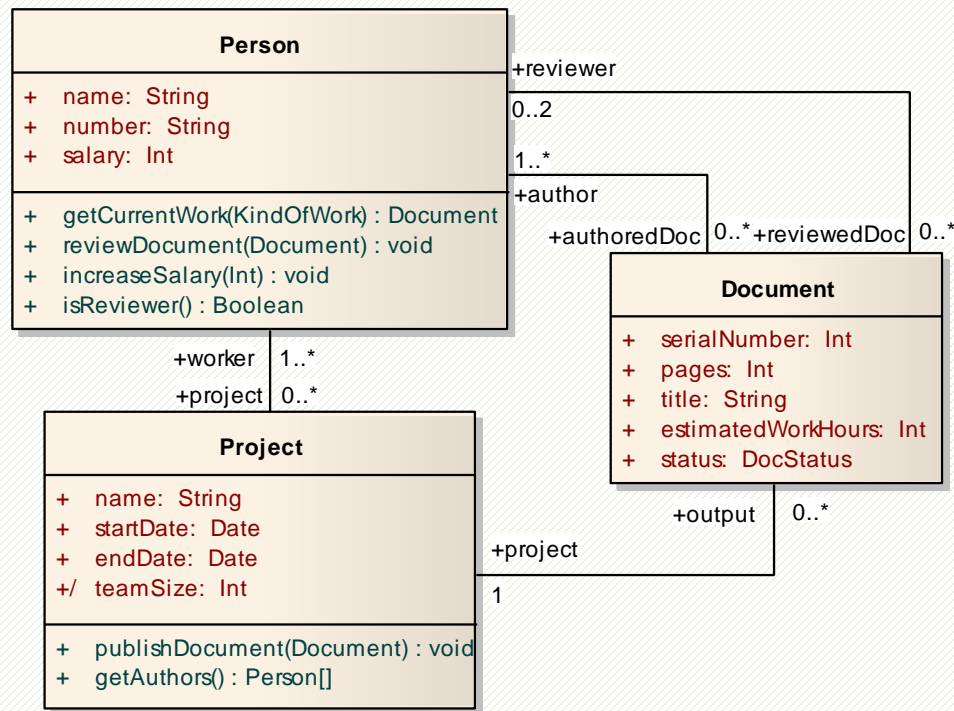 Person
+ name: String
+ number: String
+ salary: Int
+ getCurrentWork(KindOfWork) : Document
+ reviewDocument(Document) : void
+ increaseSalary(Int) : void
+ isReviewer() : Boolean
+reviewer
0..2
1..*
+author
+authoredDoc 0..* +reviewedDoc 0..*
Document
+ serialNumber: Int
+ pages: Int
+ title: String
+ estimatedWorkHours: Int
+ status: DocStatus
+worker 1..*
+project 0..*
Project
+ name: String
+ startDate: Date
+ endDate: Date
+/ teamSize: Int
+ publishDocument(Document) : void
+ getAuthors() : Person[]
+output 0..*
+project
1